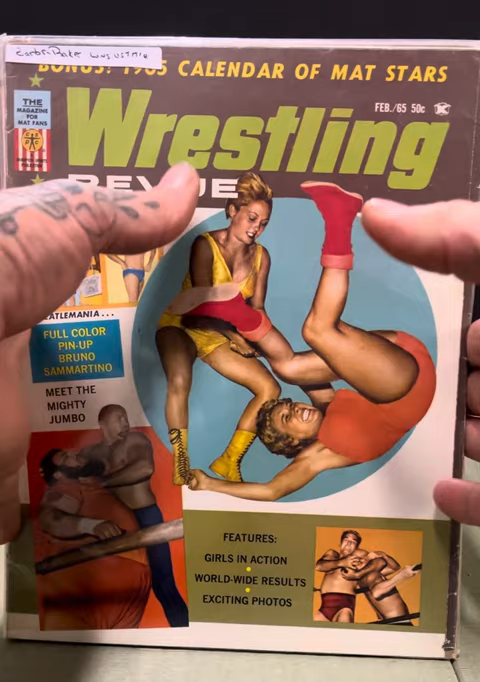 BONUS! 1965 CALENDAR OF MAT STARS
THE
MAGAZINE
FOR
MAT FANS
FEB./65 50c
Wrestling
REVUE
FULL COLOR
PIN-UP
BRUNO
SAMMARTINO
MEET THE
MIGHTY
JUMBO
FEATURES:
GIRLS IN ACTION
WORLD-WIDE RESULTS
EXCITING PHOTOS